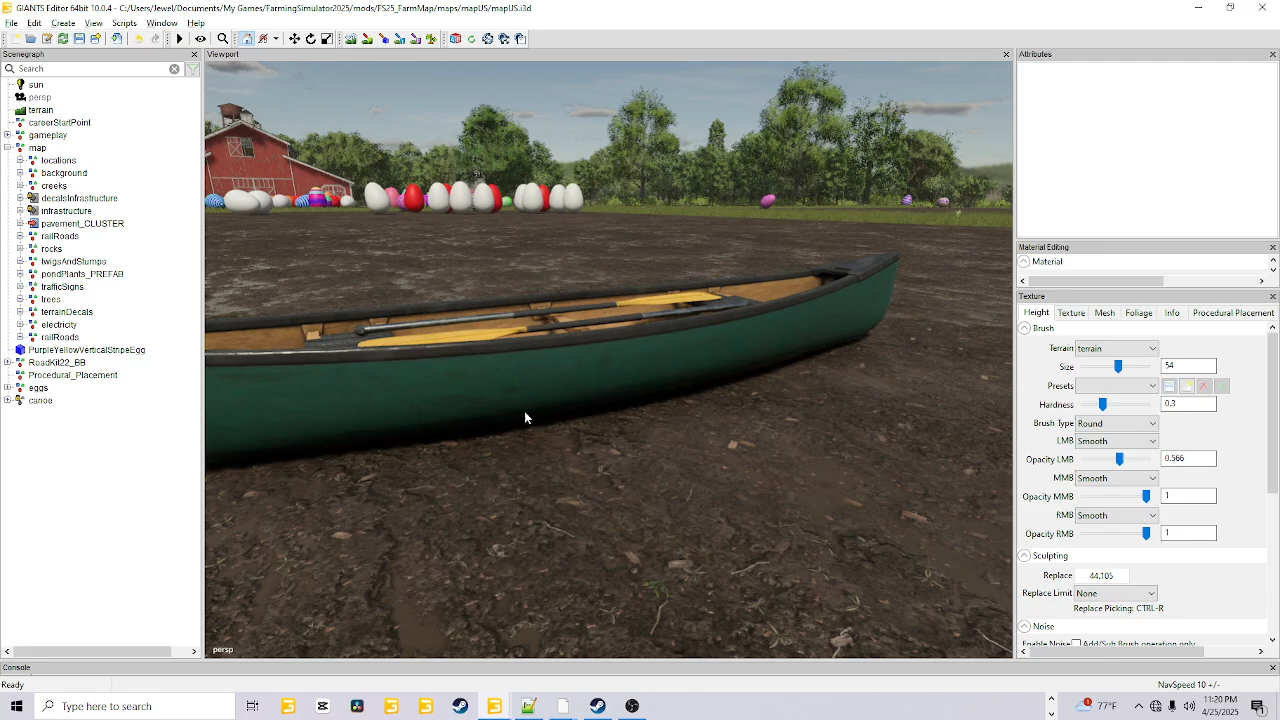 GIANTS Editor 64bit 10.0.4 - C:/Users/Jewel/Documents/My Games/FarmingSimulator2025/mods/FS25_FarmMap/maps/mapUS/mapUS.i3d
File Edit View Create Scripts Window Help
Scenegraph
Search
sun
persp
terrain
careerStartPoint
gameplay
map
locations
background
creeks
decalsInfrastructure
infrastructure
pavement_CLUSTER
railRoads
rocks
twigsAndStumps
pondPlants_PREFAB
trafficSigns
trees
terrainDecals
electricity
railRoads
PurpleYellowVerticalStripeEgg
RoadKit22_BB
Procedural_Placement
eggs
canoe
Viewport
persp
Attributes
Material Editing
Material
Texture
Height Texture Mesh Foliage Info Procedural Placement
Brush
Terrain terrain
Size 54
Presets
Hardness 0.3
Brush Type Round
LMB Smooth
Opacity LMB 0.566
MMB Smooth
Opacity MMB 1
RMB Smooth
Opacity RMB 1
Sculpting
Replace 44.105
Replace Limit None
Replace Picking: CTRL-R
Noise
Console
Ready
NavSpeed 10 +/-
Type here to search
77°F
11:20 PM
4/25/2025